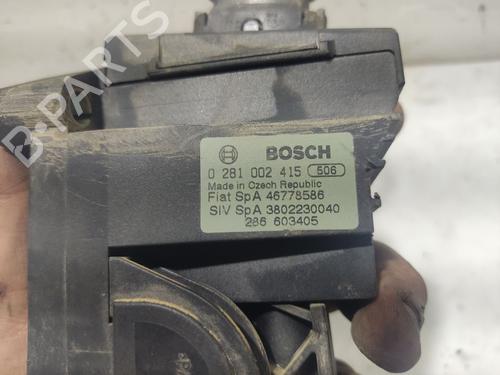 B-PARTS
BOSCH
0 281 002 415 506
Made in Czech Republic
Fiat SpA 46778586
SIV SpA 3802230040
286 603405